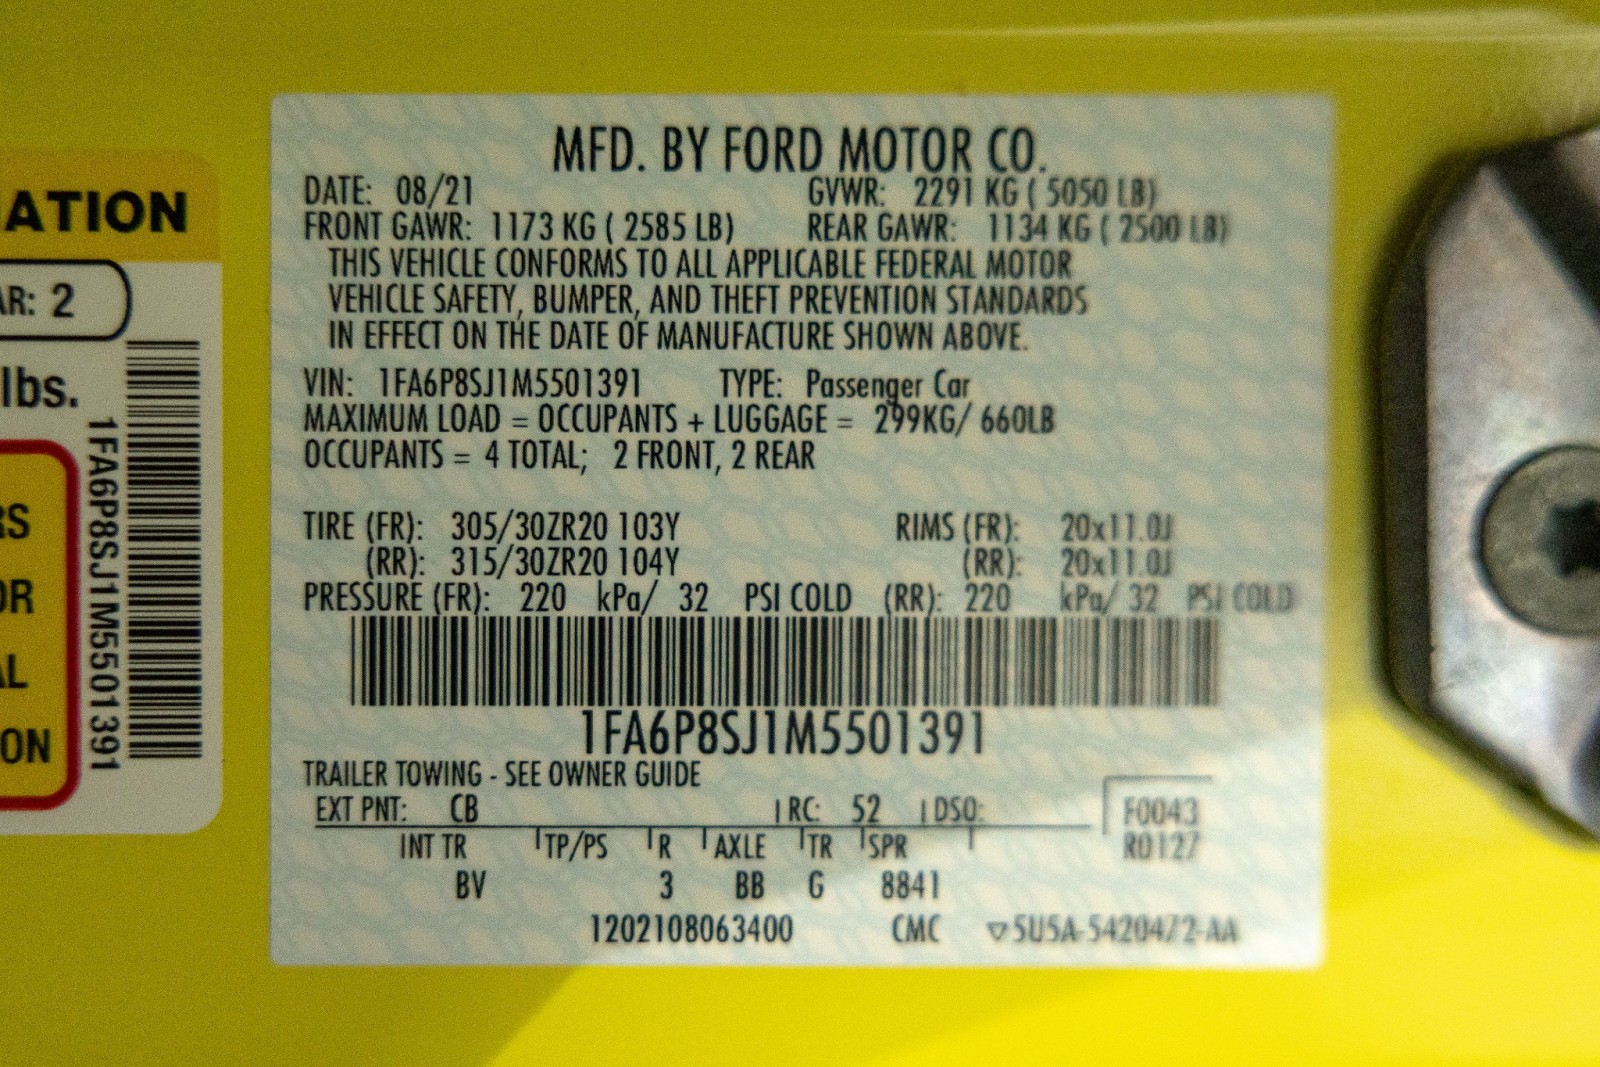 ATION
AR: 2
lbs.
RS
OR
AL
ON
1FA6P8SJ1M5501391
MFD. BY FORD MOTOR CO.
DATE: 08/21 GVWR: 2291 KG ( 5050 LB)
FRONT GAWR: 1173 KG ( 2585 LB) REAR GAWR: 1134 KG ( 2500 LB)
THIS VEHICLE CONFORMS TO ALL APPLICABLE FEDERAL MOTOR
VEHICLE SAFETY, BUMPER, AND THEFT PREVENTION STANDARDS
IN EFFECT ON THE DATE OF MANUFACTURE SHOWN ABOVE.
VIN: 1FA6P8SJ1M5501391 TYPE: Passenger Car
MAXIMUM LOAD = OCCUPANTS + LUGGAGE = 299KG/ 660LB
OCCUPANTS = 4 TOTAL; 2 FRONT, 2 REAR
TIRE (FR): 305/30ZR20 103Y RIMS (FR): 20x11.0J
(RR): 315/30ZR20 104Y (RR): 20x11.0J
PRESSURE (FR): 220 kPa/ 32 PSI COLD (RR): 220 kPa/ 32 PSI COLD
1FA6P8SJ1M5501391
TRAILER TOWING - SEE OWNER GUIDE
EXT PNT: CB RC: 52 DSO: F0043
INT TR TP/PS R AXLE TR SPR R0127
BV 3 BB G 8841
1202108063400 CMC ▽5U5A-5420472-AA